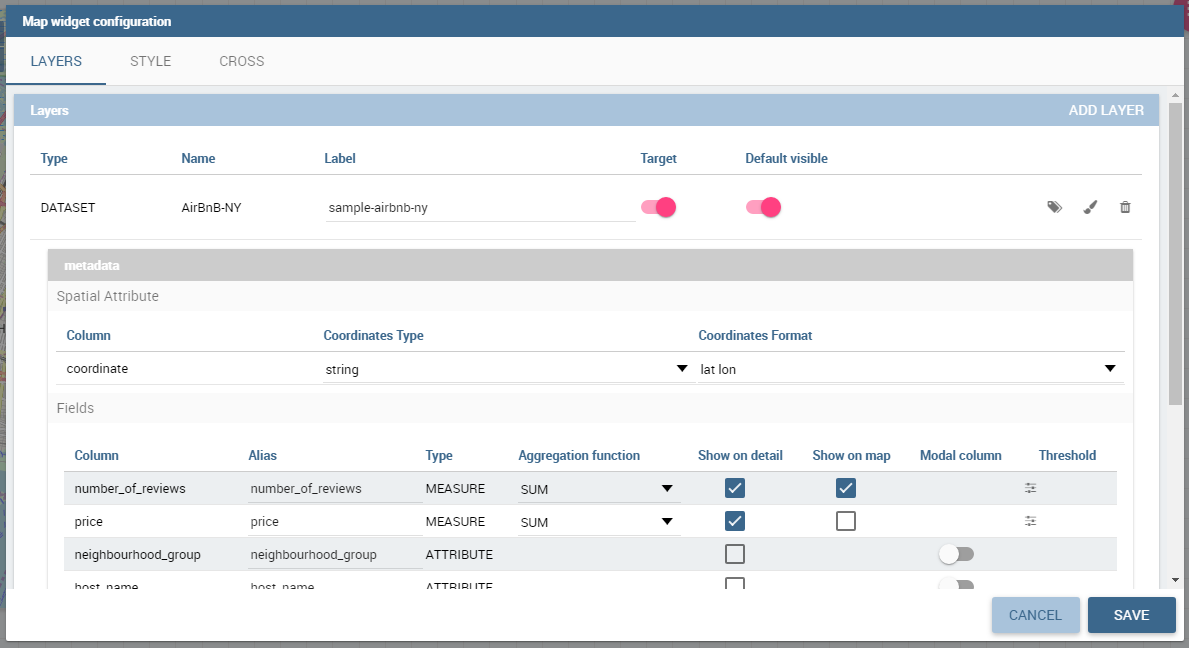 Map widget configuration
LAYERS STYLE CROSS
Layers ADD LAYER
Type Name Label Target Default visible
DATASET AirBnB-NY sample-airbnb-ny
metadata
Spatial Attribute
Column Coordinates Type Coordinates Format
coordinate string lat lon
Fields
Column Alias Type Aggregation function Show on detail Show on map Modal column Threshold
number_of_reviews number_of_reviews MEASURE SUM
price price MEASURE SUM
neighbourhood_group neighbourhood_group ATTRIBUTE
host_name host_name ATTRIBUTE
CANCEL SAVE